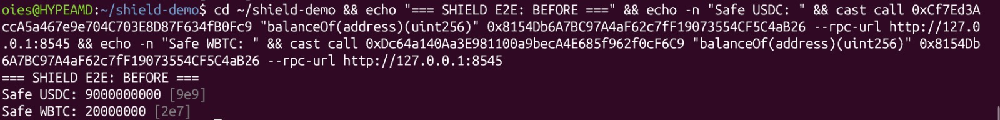 oies@HYPEAMD:~/shield-demo$ cd ~/shield-demo && echo "=== SHIELD E2E: BEFORE ===" && echo -n "Safe USDC: " && cast call 0xCf7Ed3A
ccA5a467e9e704C703E8D87F634fB0Fc9 "balanceOf(address)(uint256)" 0x8154Db6A7BC97A4aF62c7fF19073554CF5C4aB26 --rpc-url http://127.0
.0.1:8545 && echo -n "Safe WBTC: " && cast call 0xDc64a140Aa3E981100a9becA4E685f962f0cF6C9 "balanceOf(address)(uint256)" 0x8154Db
6A7BC97A4aF62c7fF19073554CF5C4aB26 --rpc-url http://127.0.0.1:8545
=== SHIELD E2E: BEFORE ===
Safe USDC: 9000000000 [9e9]
Safe WBTC: 20000000 [2e7]